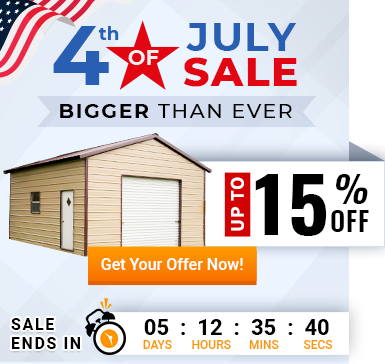 4th OF JULY
SALE
BIGGER THAN EVER
UP TO 15% OFF
Get Your Offer Now!
SALE
ENDS IN
05 : 12 : 35 : 40
DAYS HOURS MINS SECS